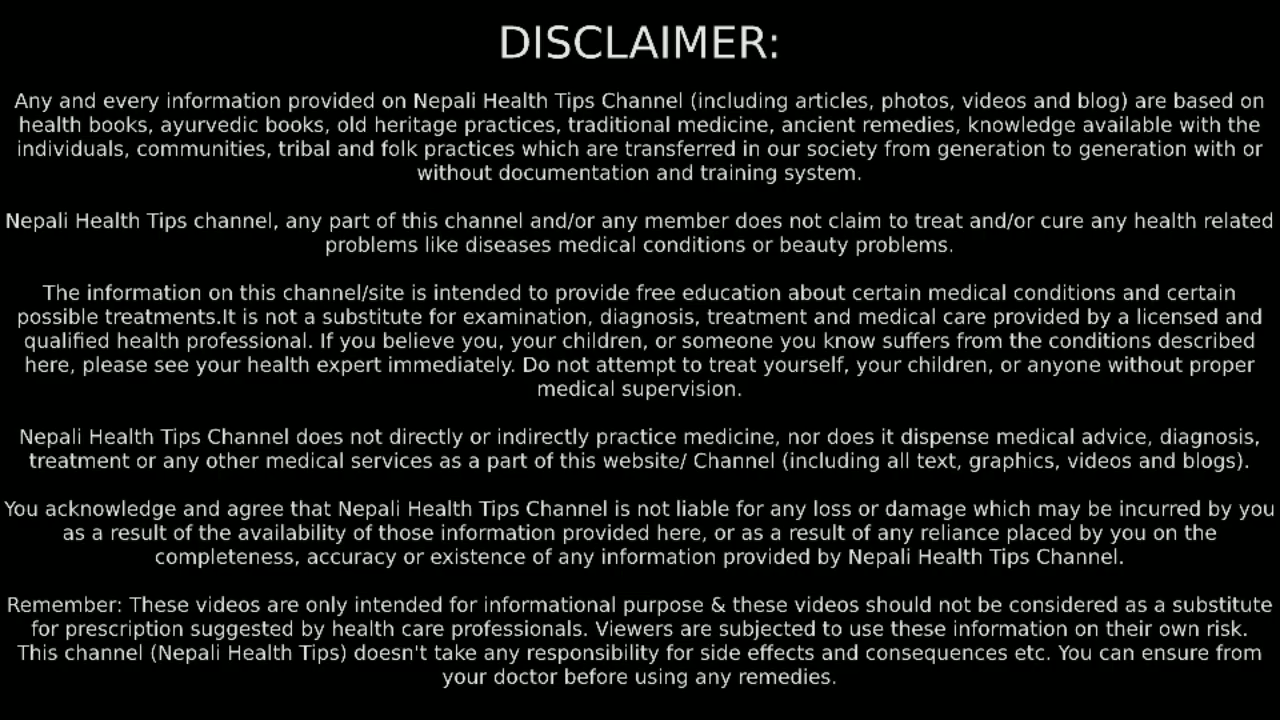 DISCLAIMER:
Any and every information provided on Nepali Health Tips Channel (including articles, photos, videos and blog) are based on
health books, ayurvedic books, old heritage practices, traditional medicine, ancient remedies, knowledge available with the
individuals, communities, tribal and folk practices which are transferred in our society from generation to generation with or
without documentation and training system.
Nepali Health Tips channel, any part of this channel and/or any member does not claim to treat and/or cure any health related
problems like diseases medical conditions or beauty problems.
The information on this channel/site is intended to provide free education about certain medical conditions and certain
possible treatments.It is not a substitute for examination, diagnosis, treatment and medical care provided by a licensed and
qualified health professional. If you believe you, your children, or someone you know suffers from the conditions described
here, please see your health expert immediately. Do not attempt to treat yourself, your children, or anyone without proper
medical supervision.
Nepali Health Tips Channel does not directly or indirectly practice medicine, nor does it dispense medical advice, diagnosis,
treatment or any other medical services as a part of this website/ Channel (including all text, graphics, videos and blogs).
You acknowledge and agree that Nepali Health Tips Channel is not liable for any loss or damage which may be incurred by you
as a result of the availability of those information provided here, or as a result of any reliance placed by you on the
completeness, accuracy or existence of any information provided by Nepali Health Tips Channel.
Remember: These videos are only intended for informational purpose & these videos should not be considered as a substitute
for prescription suggested by health care professionals. Viewers are subjected to use these information on their own risk.
This channel (Nepali Health Tips) doesn't take any responsibility for side effects and consequences etc. You can ensure from
your doctor before using any remedies.